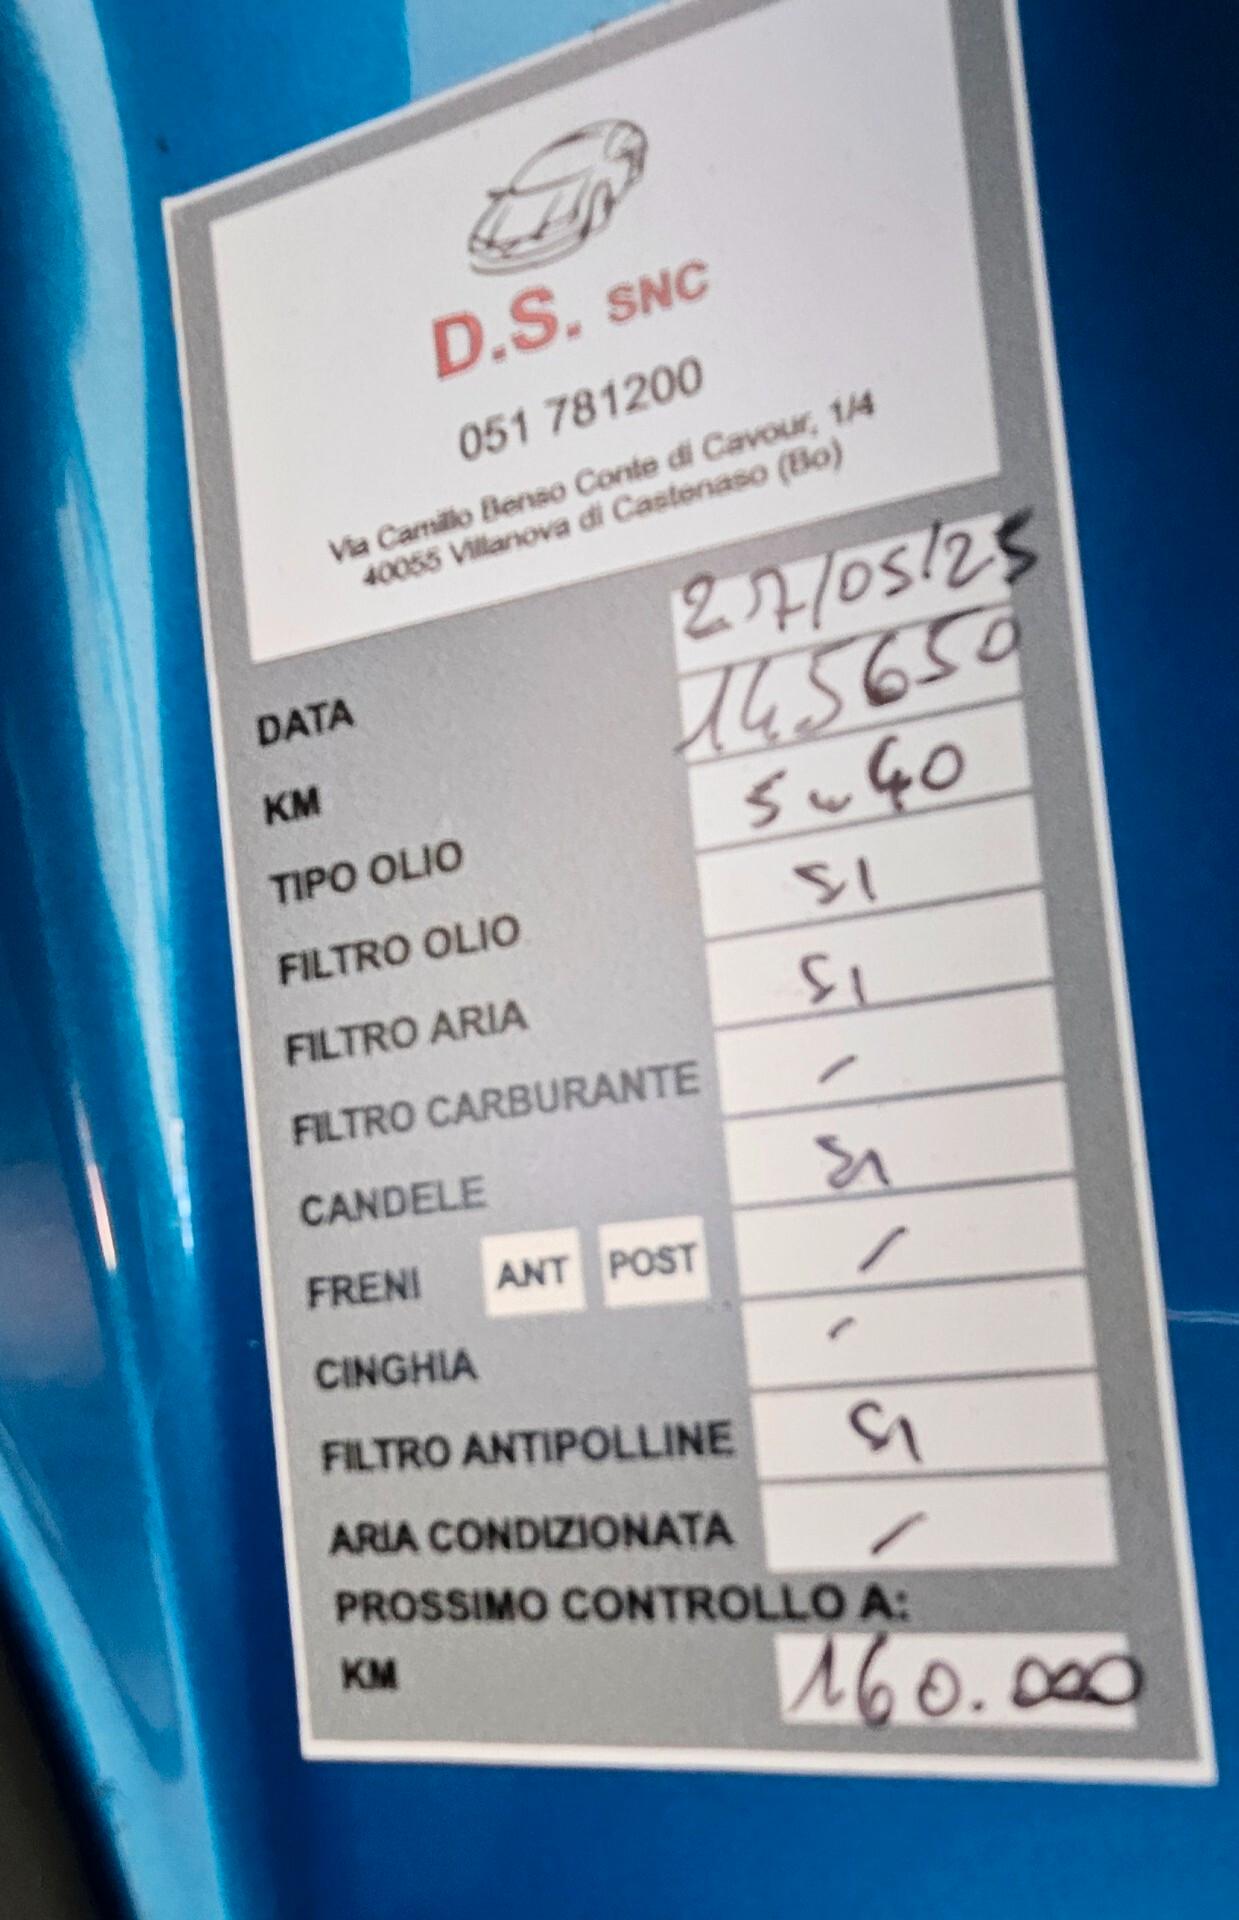 D.S. SNC
051 781200
Via Camillo Benso Conte di Cavour, 1/4
40055 Villanova di Castenaso (Bo)
DATA 27/05/25
KM 145650
TIPO OLIO 5w40
FILTRO OLIO SI
FILTRO ARIA SI
FILTRO CARBURANTE -
CANDELE SI
FRENI ANT POST -
CINGHIA -
FILTRO ANTIPOLLINE SI
ARIA CONDIZIONATA -
PROSSIMO CONTROLLO A:
KM 160.000